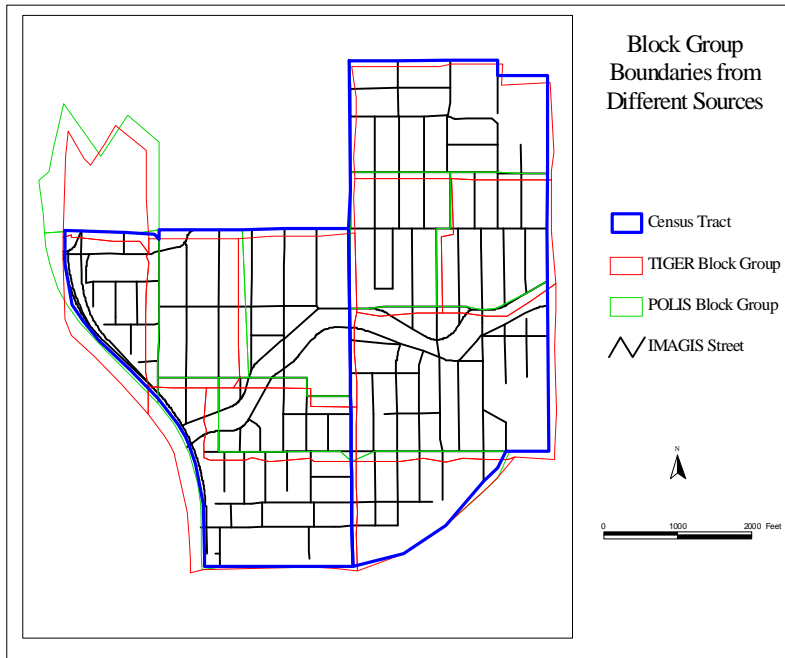 Block Group
Boundaries from
Different Sources
Census Tract
TIGER Block Group
POLIS Block Group
IMAGIS Street
N
0 1000 2000 Feet